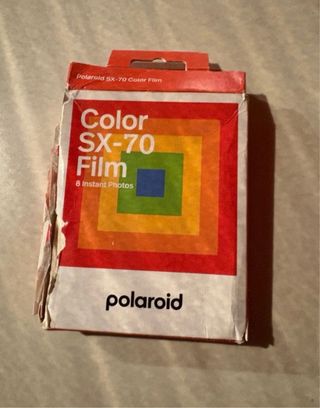 Polaroid SX-70 Color Film
Color
SX-70
Film
8 Instant Photos
polaroid